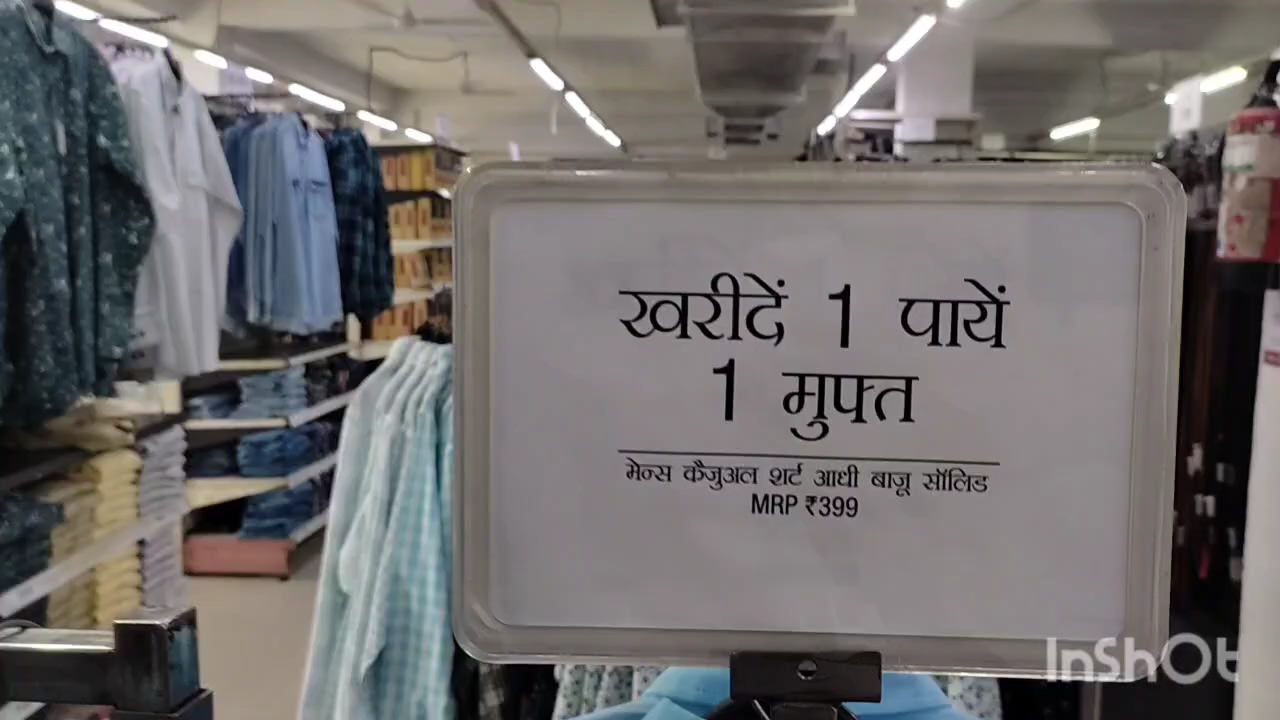 खरीदें 1 पायें
1 मुफ्त
मेन्स कैजुअल शर्ट आधी बाजू सॉलिड
MRP ₹399
InShOt